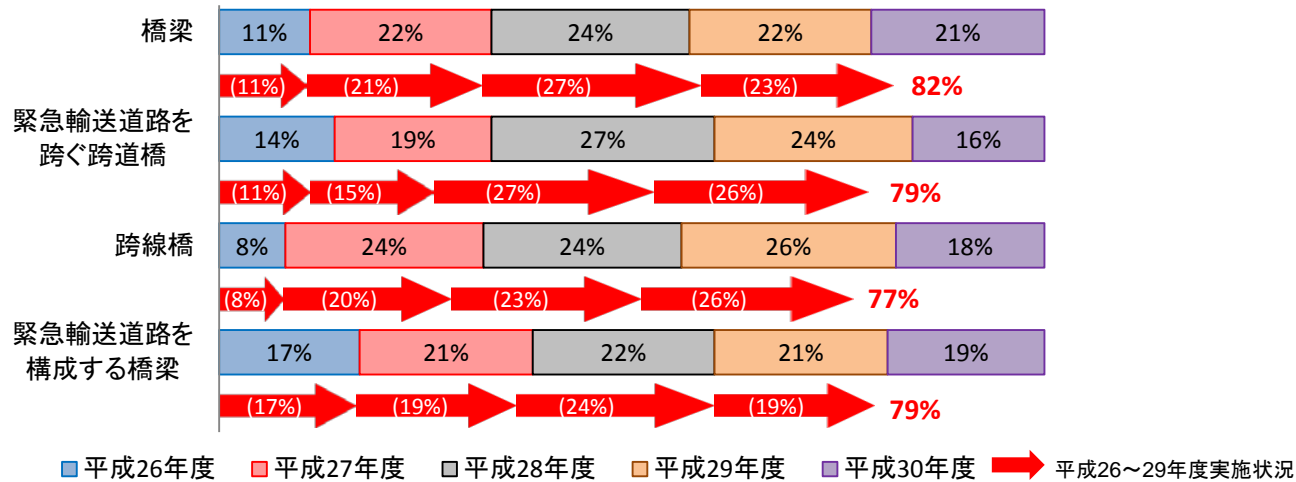 橋梁
11% 22% 24% 22% 21%
(11%) (21%) (27%) (23%) 82%
緊急輸送道路を
跨ぐ跨道橋
14% 19% 27% 24% 16%
(11%) (15%) (27%) (26%) 79%
跨線橋
8% 24% 24% 26% 18%
(8%) (20%) (23%) (26%) 77%
緊急輸送道路を
構成する橋梁
17% 21% 22% 21% 19%
(17%) (19%) (24%) (19%) 79%
平成26年度 平成27年度 平成28年度 平成29年度 平成30年度 平成26~29年度実施状況